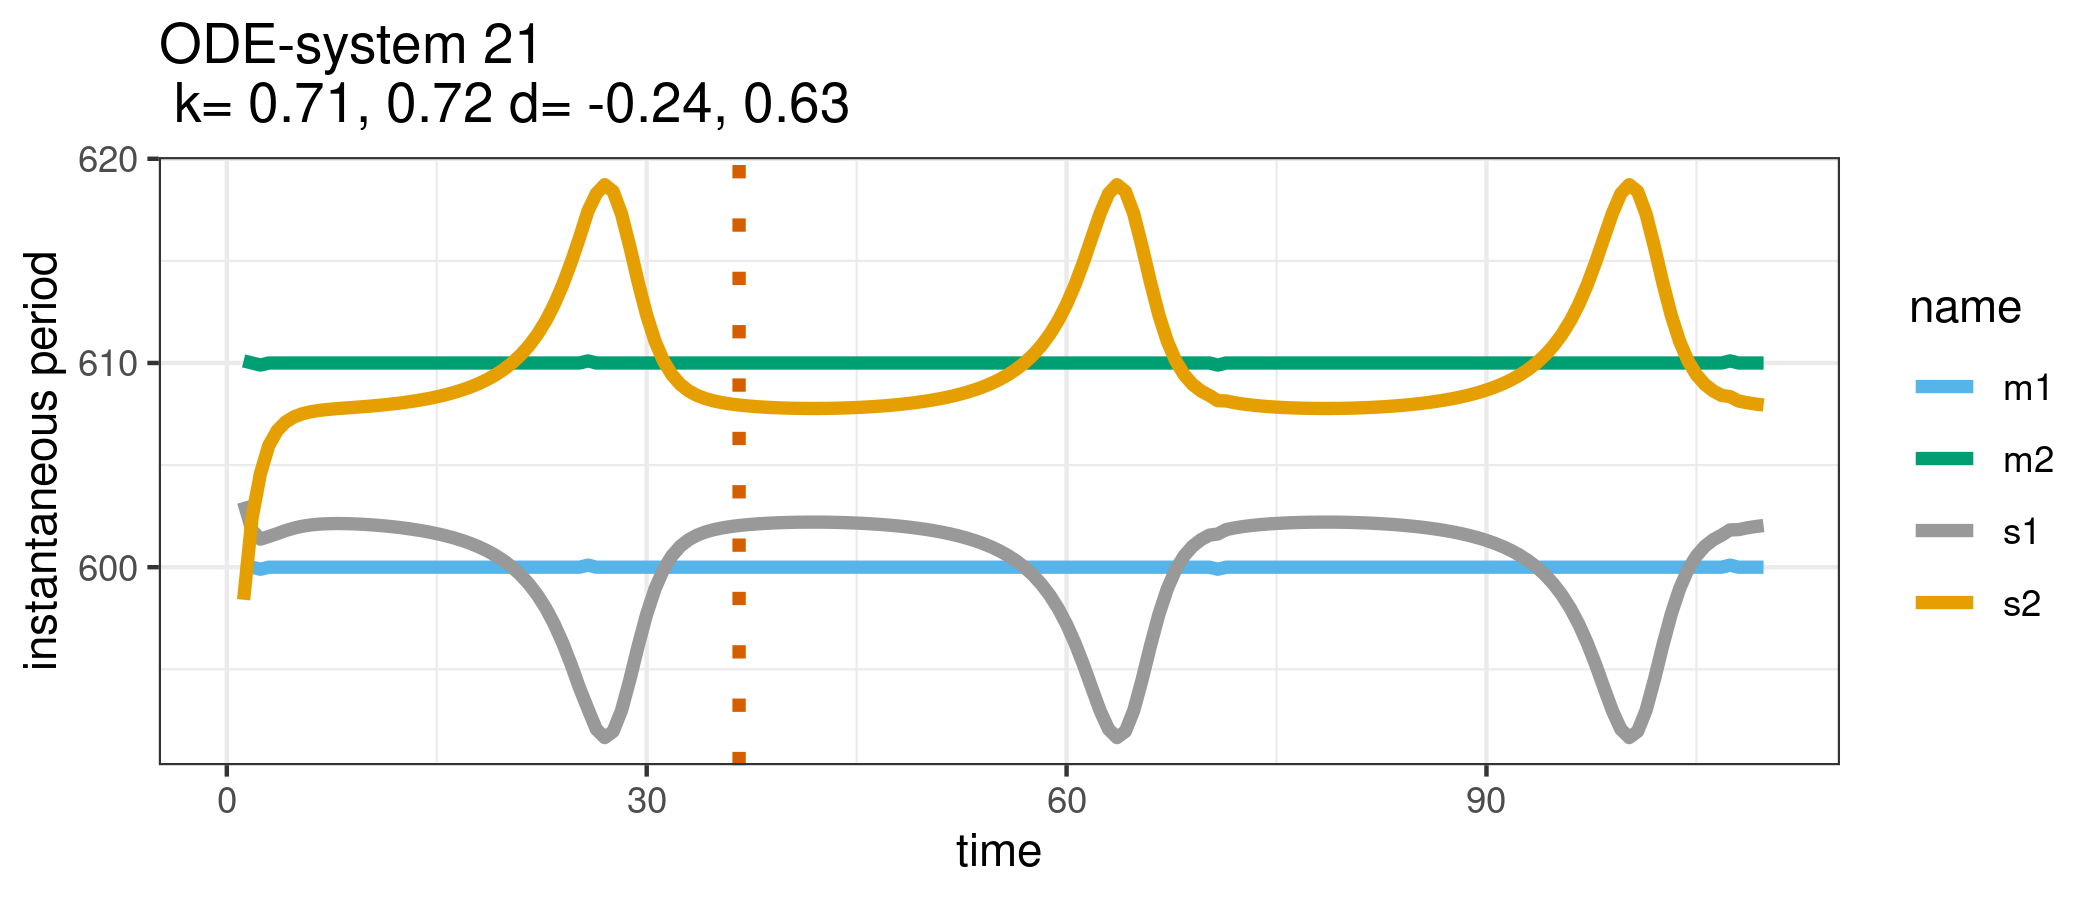 ODE-system 21
k= 0.71, 0.72 d= -0.24, 0.63
620
610
600
instantaneous period
0 30 60 90
time
name
m1
m2
s1
s2